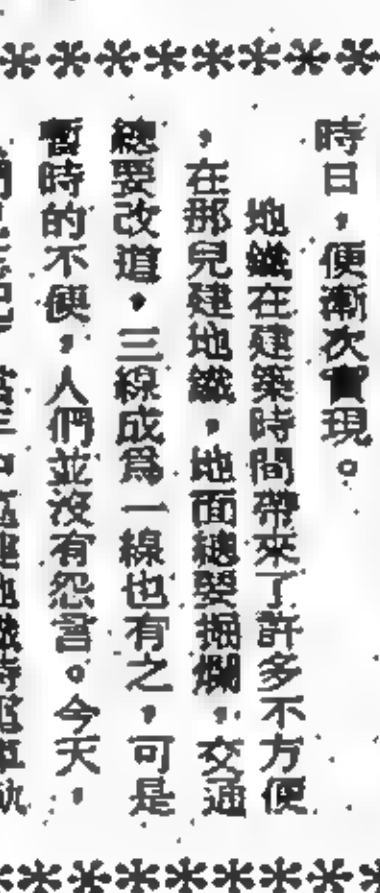 時日，便漸次實現。
地鐵在建築時間帶來了許多不方便
，在那兒建地鐵，地面總要掘爛，交通
總要改道，三線成爲一線也有之，可是
暫時的不便，人們並沒有怨言。今天，